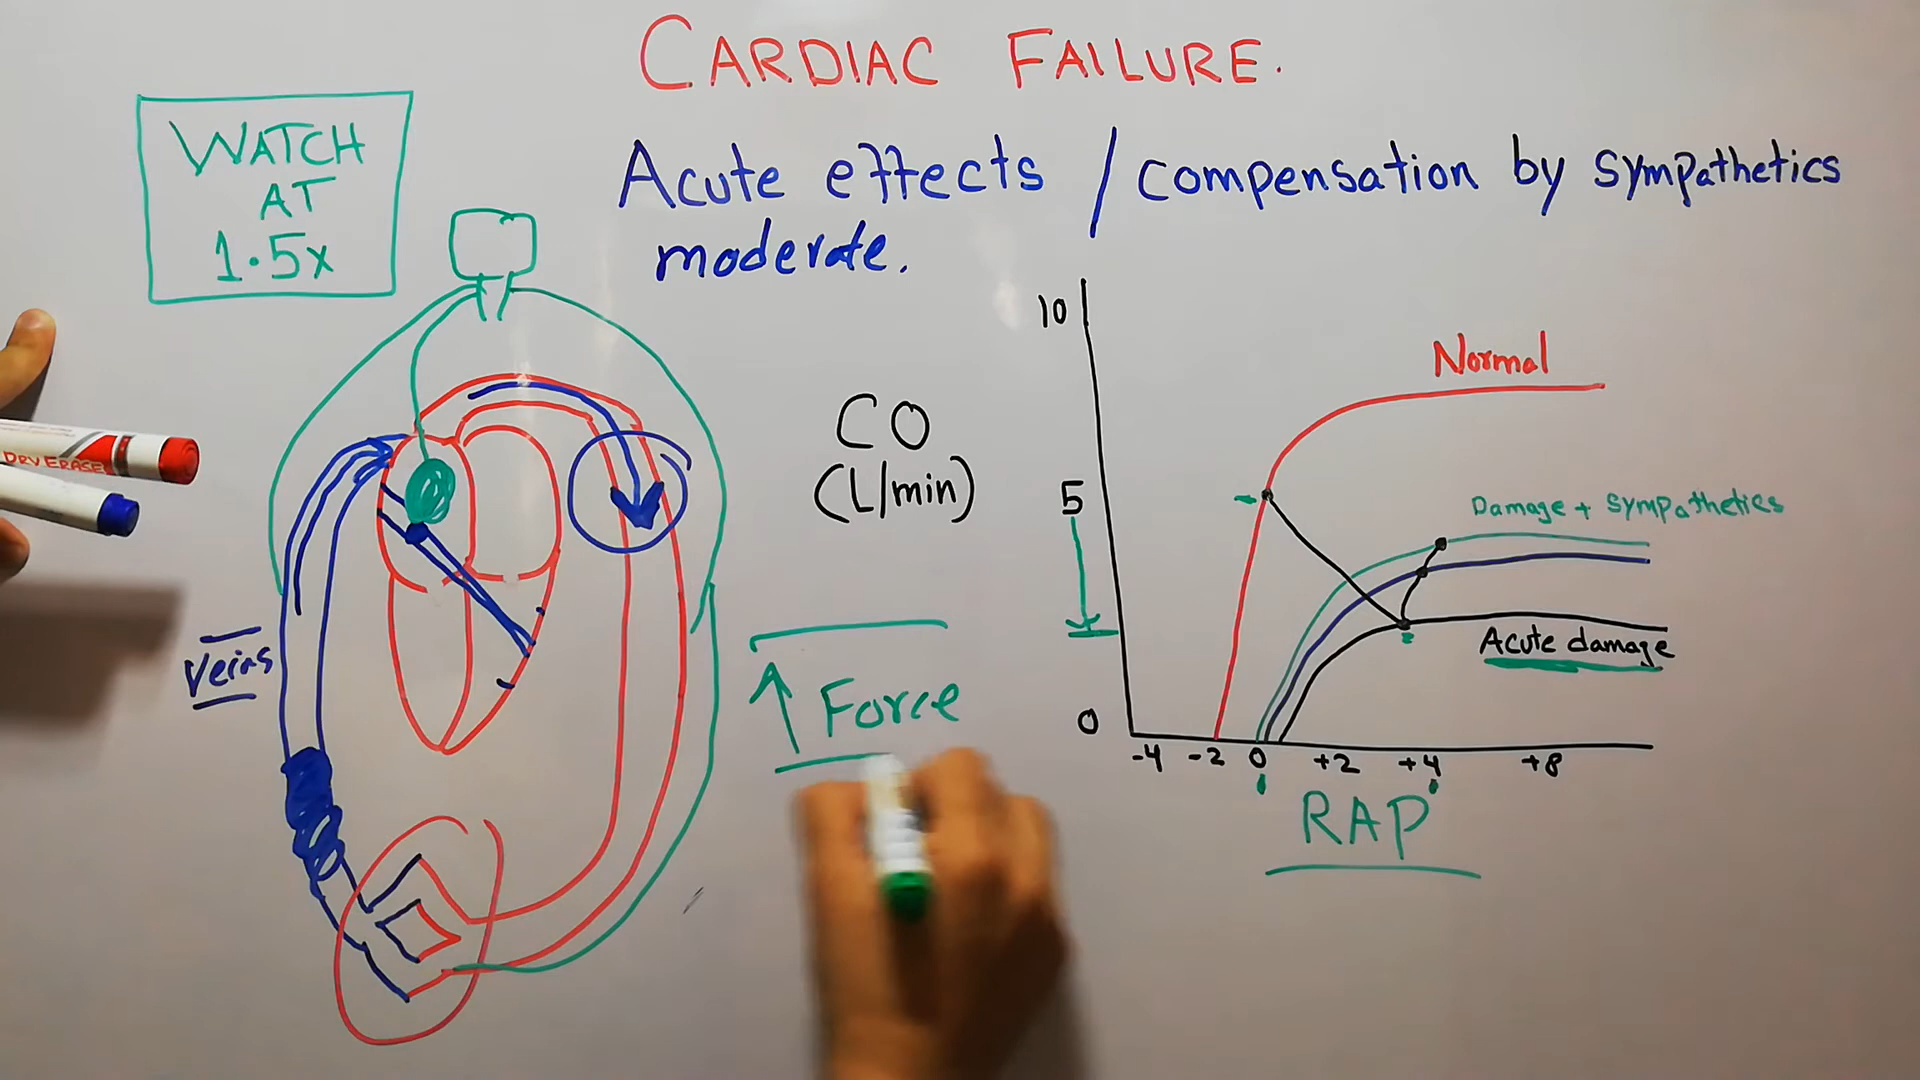 CARDIAC FAILURE.
WATCH
AT
1.5x
Acute effects / compensation by sympathetics
moderate.
10
Normal
CO
(L/min)
5
Damage + sympathetics
Veins
Force
Acute damage
0
-4 -2 0 +2 +4 +8
RAP
DRY ERASE